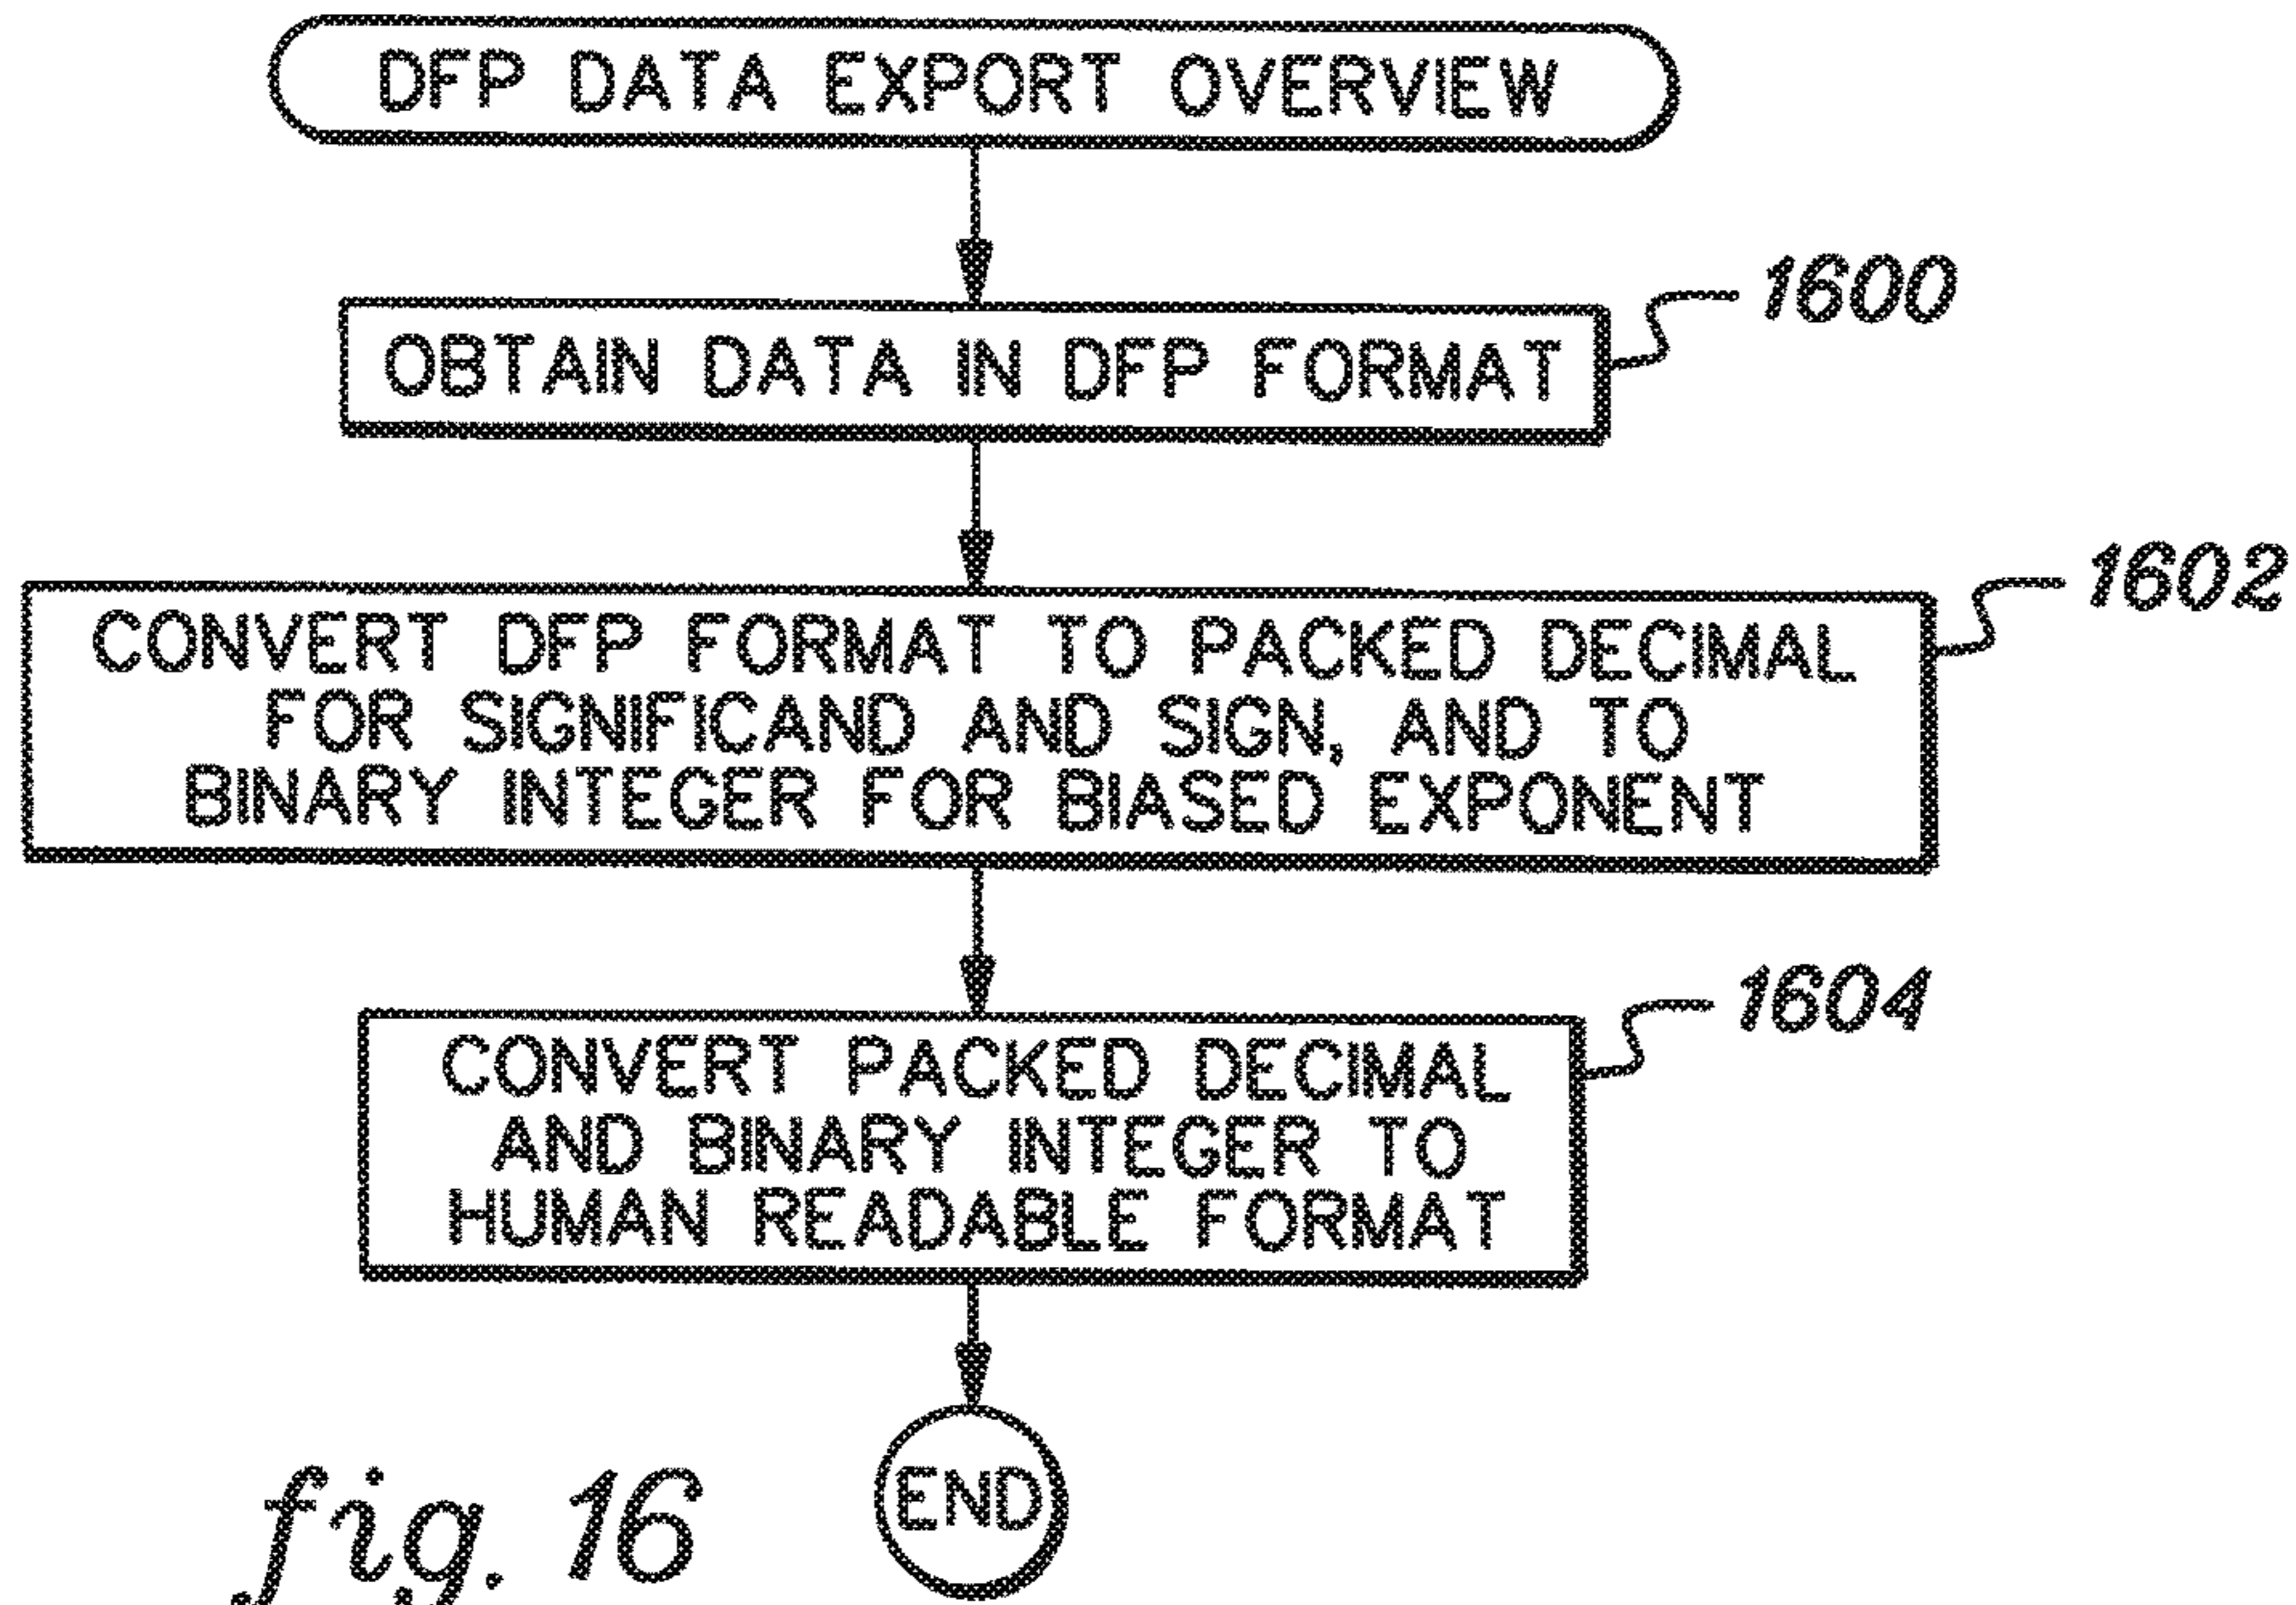 DFP DATA EXPORT OVERVIEW
1600
OBTAIN DATA IN DFP FORMAT
1602
CONVERT DFP FORMAT TO PACKED DECIMAL
FOR SIGNIFICAND AND SIGN, AND TO
BINARY INTEGER FOR BIASED EXPONENT
1604
CONVERT PACKED DECIMAL
AND BINARY INTEGER TO
HUMAN READABLE FORMAT
END
fig. 16